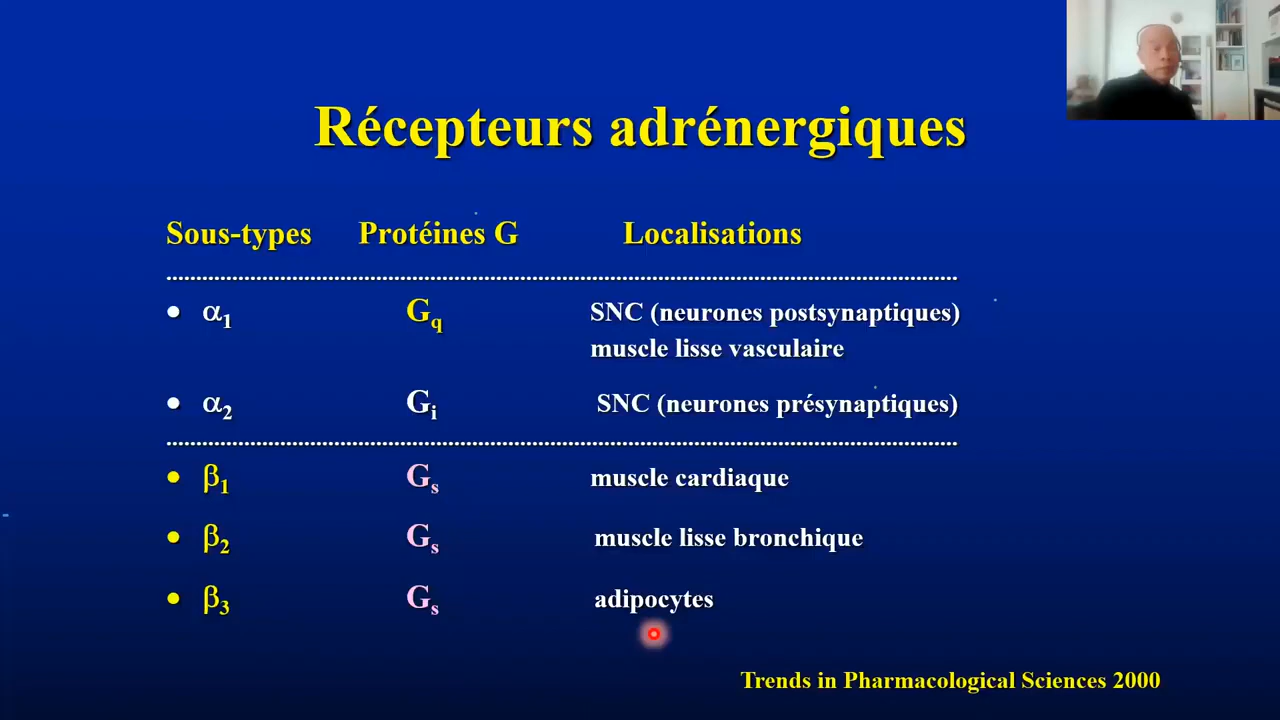 Récepteurs adrénergiques
Sous-types Protéines G Localisations
• α1 Gq SNC (neurones postsynaptiques)
muscle lisse vasculaire
• α2 Gi SNC (neurones présynaptiques)
• β1 Gs muscle cardiaque
• β2 Gs muscle lisse bronchique
• β3 Gs adipocytes
Trends in Pharmacological Sciences 2000